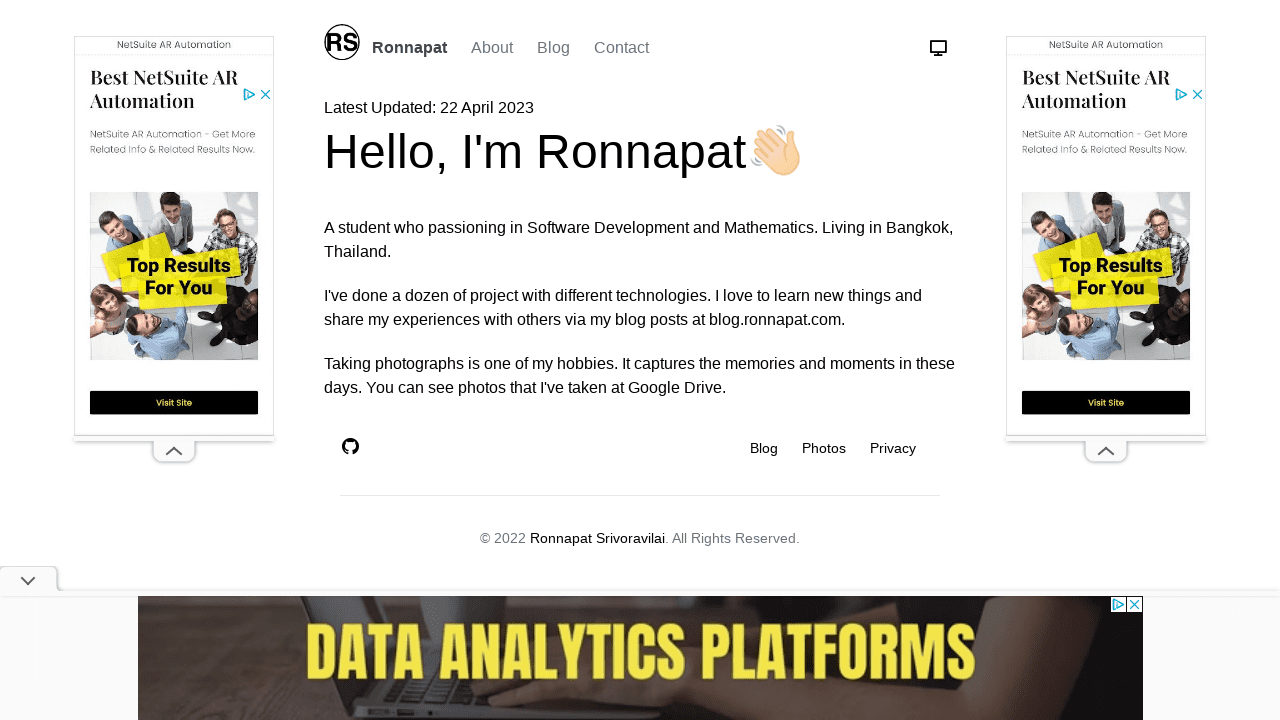 RS
Ronnapat
About
Blog
Contact
NetSuite AR Automation
Best NetSuite AR
Automation
NetSuite AR Automation - Get More
Related Info & Related Results Now.
Top Results
For You
Visit Site
Latest Updated: 22 April 2023
Hello, I'm Ronnapat👋🏻
A student who passioning in Software Development and Mathematics. Living in Bangkok,
Thailand.
I've done a dozen of project with different technologies. I love to learn new things and
share my experiences with others via my blog posts at blog.ronnapat.com.
Taking photographs is one of my hobbies. It captures the memories and moments in these
days. You can see photos that I've taken at Google Drive.
Blog
Photos
Privacy
© 2022 Ronnapat Srivoravilai. All Rights Reserved.
NetSuite AR Automation
Best NetSuite AR
Automation
NetSuite AR Automation - Get More
Related Info & Related Results Now.
Top Results
For You
Visit Site
DATA ANALYTICS PLATFORMS